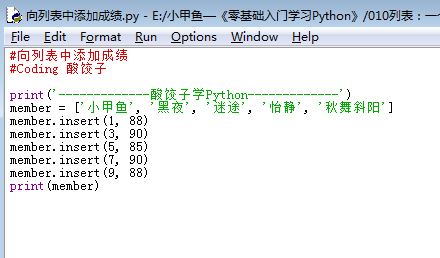 向列表中添加成绩.py - E:/小甲鱼—《零基础入门学习Python》/010列表：一
File Edit Format Run Options Window Help
#向列表中添加成绩
#Coding 酸饺子
print('-------------酸饺子学Python-------------')
member = ['小甲鱼', '黑夜', '迷途', '怡静', '秋舞斜阳']
member.insert(1, 88)
member.insert(3, 90)
member.insert(5, 85)
member.insert(7, 90)
member.insert(9, 88)
print(member)